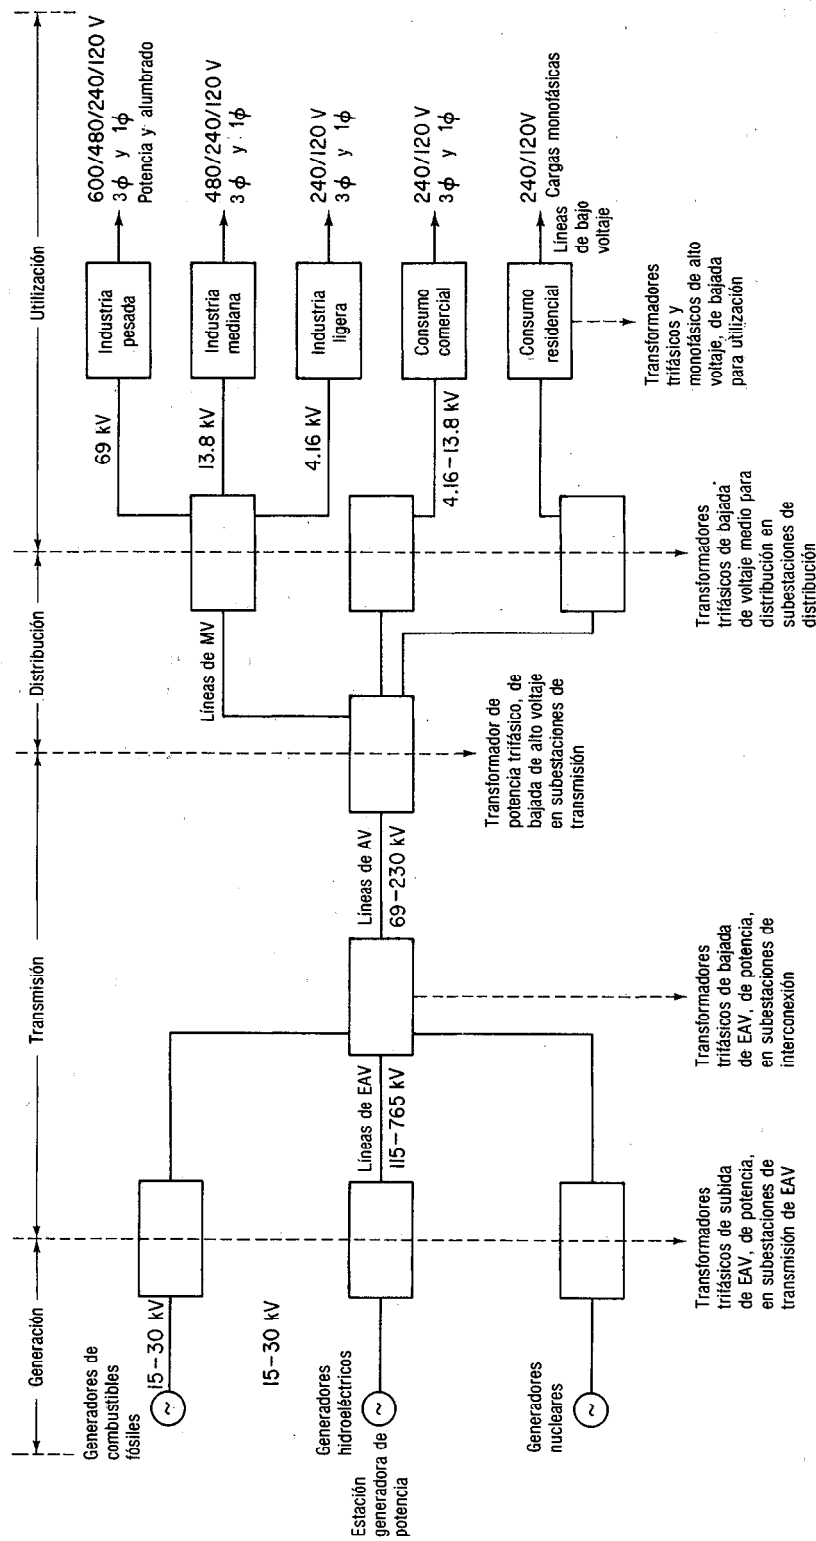 Generación
Transmisión
Distribución
Utilización
Generadores de
combustibles
fósiles
~
15-30 kV
15-30 kV
Generadores
hidroeléctricos
Estación
generadora de
potencia
~
Generadores
nucleares
~
Líneas de EAV
115-765 kV
Transformadores
trifásicos de subida
de EAV, de potencia,
en subestaciones de
transmisión de EAV
Transformadores
trifásicos de bajada
de EAV, de potencia,
en subestaciones de
interconexión
Líneas de AV
69-230 kV
Transformador de
potencia trifásico, de
bajada de alto voltaje
en subestaciones de
transmisión
Líneas de MV
Transformadores
trifásicos de bajada
de voltaje medio para
distribución en
subestaciones de
distribución
69 kV
Industria
pesada
600/480/240/120 V
3ϕ y 1ϕ
Potencia y alumbrado
13.8 kV
Industria
mediana
480/240/120 V
3ϕ y 1ϕ
4.16 kV
Industria
ligera
240/120 V
3ϕ y 1ϕ
4.16-13.8 kV
Consumo
comercial
240/120 V
3ϕ y 1ϕ
Consumo
residencial
240/120V
Cargas monofásicas
Líneas
de bajo
voltaje
Transformadores
trifásicos y
monofásicos de alto
voltaje, de bajada
para utilización